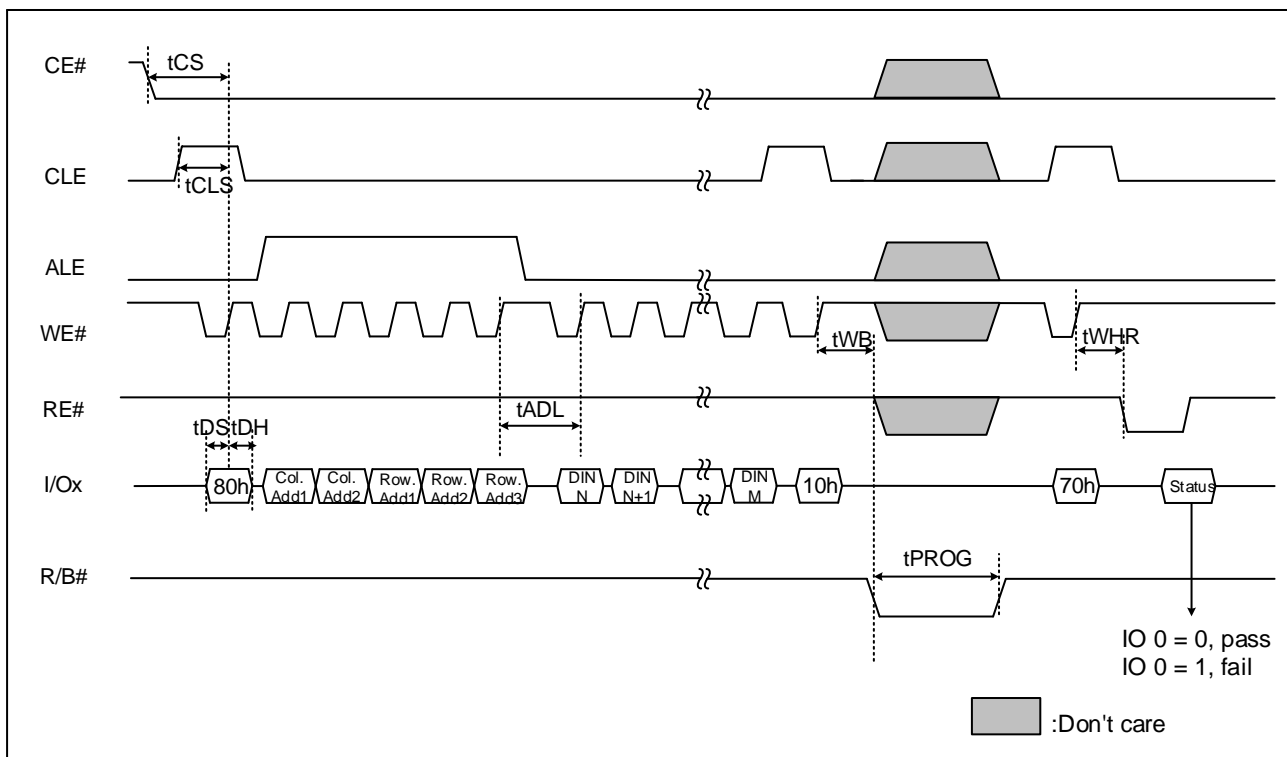 CE#
tCS
CLE
tCLS
ALE
WE#
tWB
tWHR
RE#
tADL
tDS tDH
I/Ox
80h
Col. Add1
Col. Add2
Row. Add1
Row. Add2
Row. Add3
DIN N
DIN N+1
DIN M
10h
70h
Status
R/B#
tPROG
IO 0 = 0, pass
IO 0 = 1, fail
:Don't care